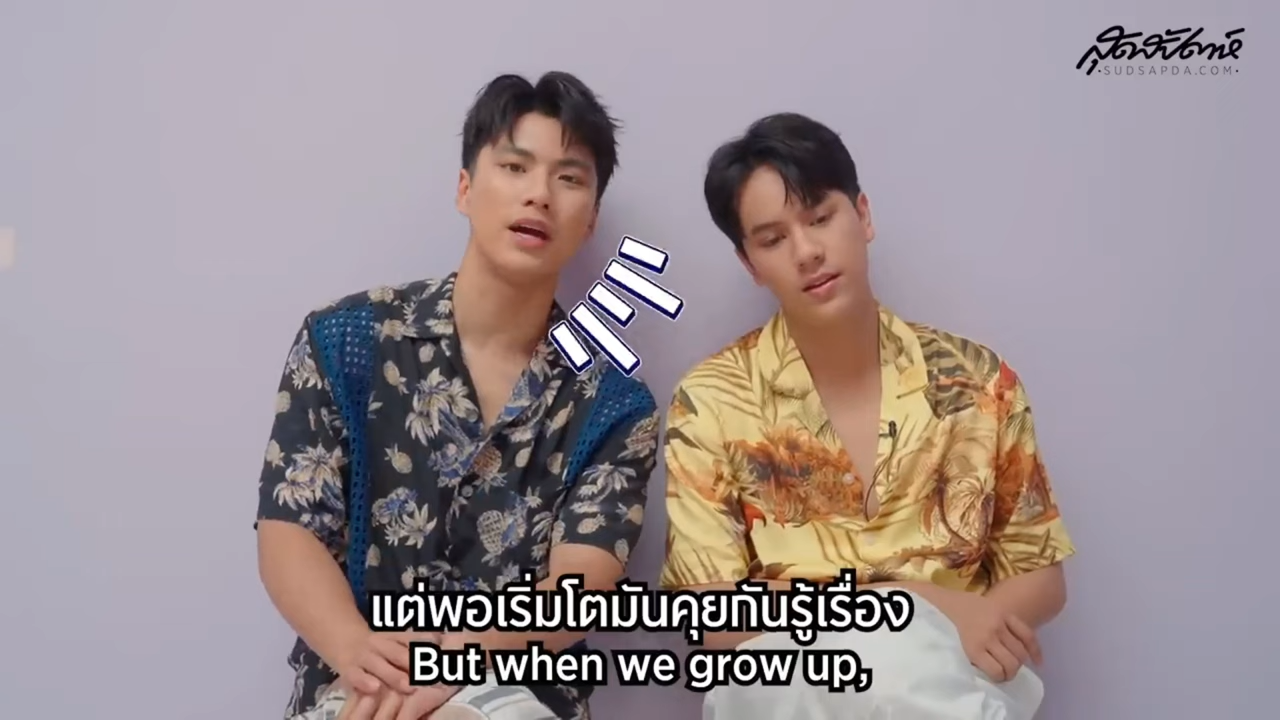 สุดสัปดาห์
•SUDSAPDA.COM•
แต่พอเริ่มโตมันคุยกันรู้เรื่อง
But when we grow up,